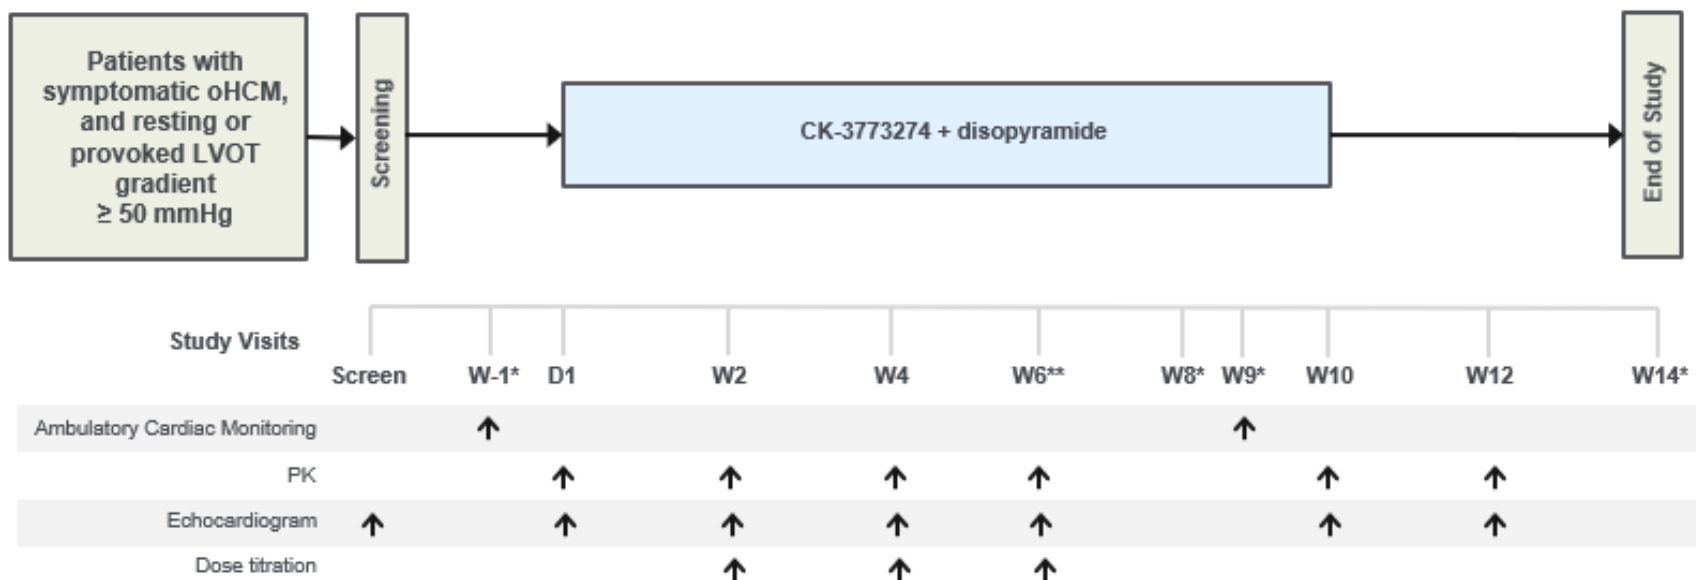 Patients with
symptomatic oHCM,
and resting or
provoked LVOT
gradient
≥ 50 mmHg
Screening
CK-3773274 + disopyramide
End of Study
Study Visits
Screen W-1* D1 W2 W4 W6** W8* W9* W10 W12 W14*
Ambulatory Cardiac Monitoring
PK
Echocardiogram
Dose titration